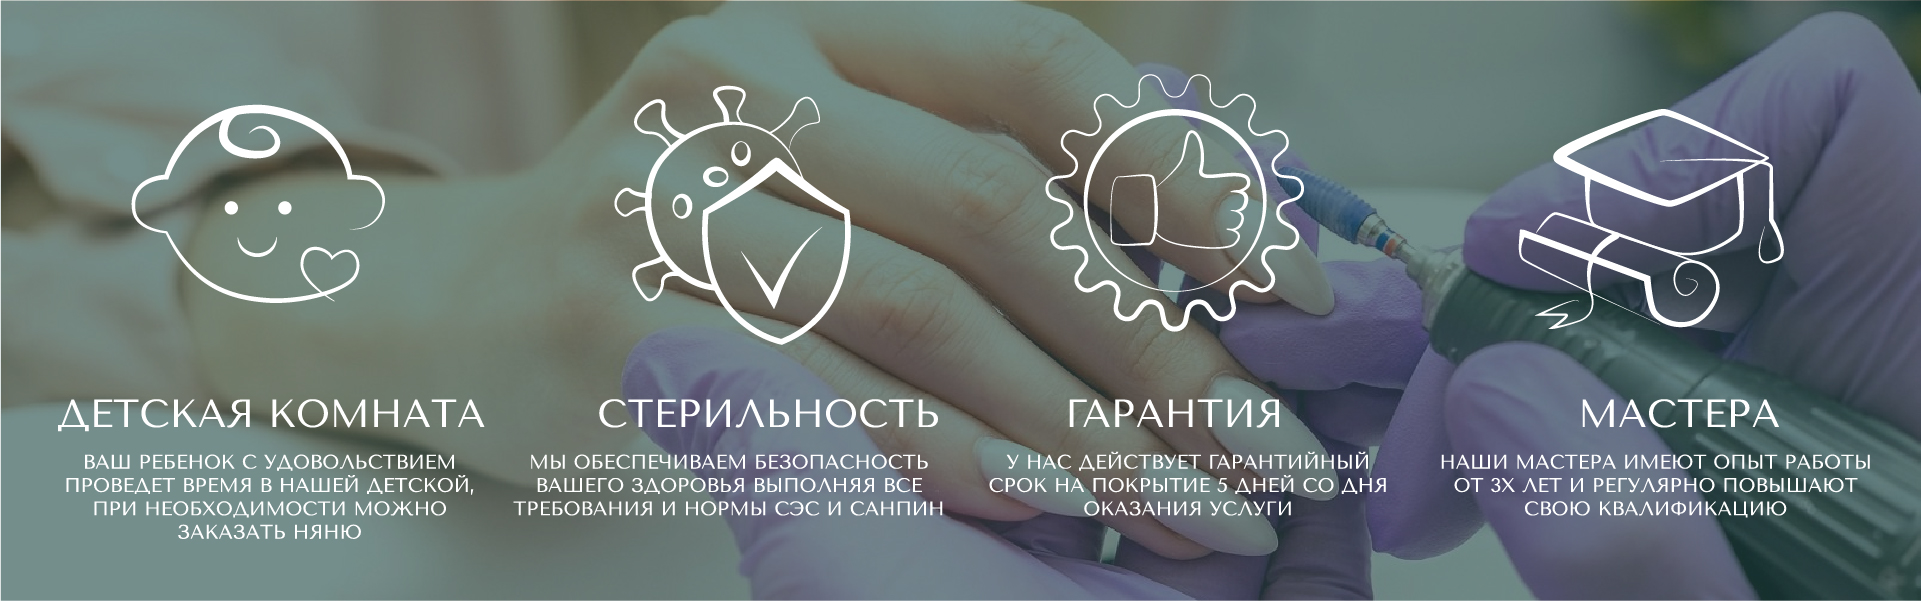 ДЕТСКАЯ КОМНАТА
ВАШ РЕБЕНОК С УДОВОЛЬСТВИЕМ
ПРОВЕДЕТ ВРЕМЯ В НАШЕЙ ДЕТСКОЙ,
ПРИ НЕОБХОДИМОСТИ МОЖНО
ЗАКАЗАТЬ НЯНЮ
СТЕРИЛЬНОСТЬ
МЫ ОБЕСПЕЧИВАЕМ БЕЗОПАСНОСТЬ
ВАШЕГО ЗДОРОВЬЯ ВЫПОЛНЯЯ ВСЕ
ТРЕБОВАНИЯ И НОРМЫ СЭС И САНПИН
ГАРАНТИЯ
У НАС ДЕЙСТВУЕТ ГАРАНТИЙНЫЙ
СРОК НА ПОКРЫТИЕ 5 ДНЕЙ СО ДНЯ
ОКАЗАНИЯ УСЛУГИ
МАСТЕРА
НАШИ МАСТЕРА ИМЕЮТ ОПЫТ РАБОТЫ
ОТ 3Х ЛЕТ И РЕГУЛЯРНО ПОВЫШАЮТ
СВОЮ КВАЛИФИКАЦИЮ